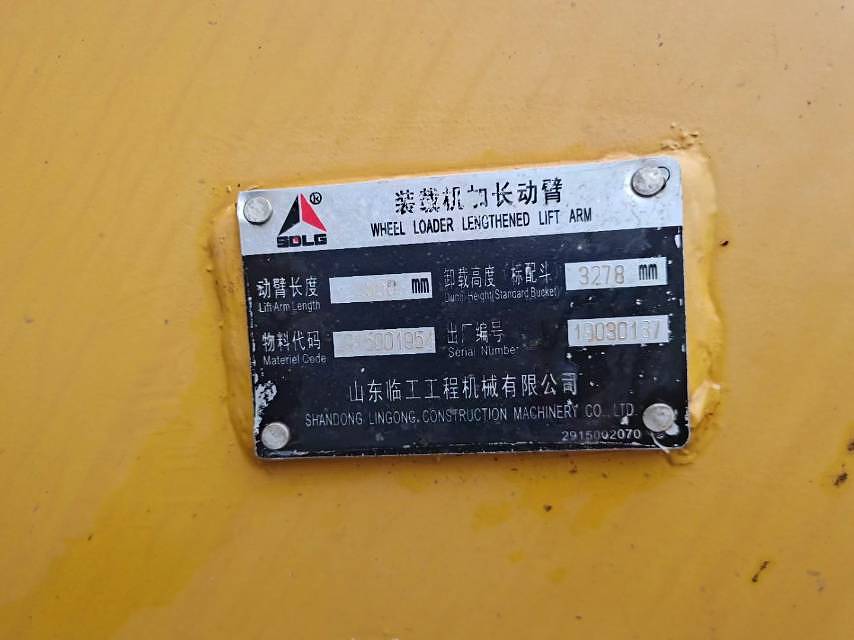 装载机加长动臂
WHEEL LOADER LENGTHENED LIFT ARM
® SDLG
动臂长度 mm 卸载高度 标配斗 3278 mm
Lift Arm Length Dump Height(Standard Bucket)
物料代码 出厂编号
Materiel Code Serial Number
山东临工工程机械有限公司
SHANDONG LINGONG CONSTRUCTION MACHINERY CO., LTD.
2915002070